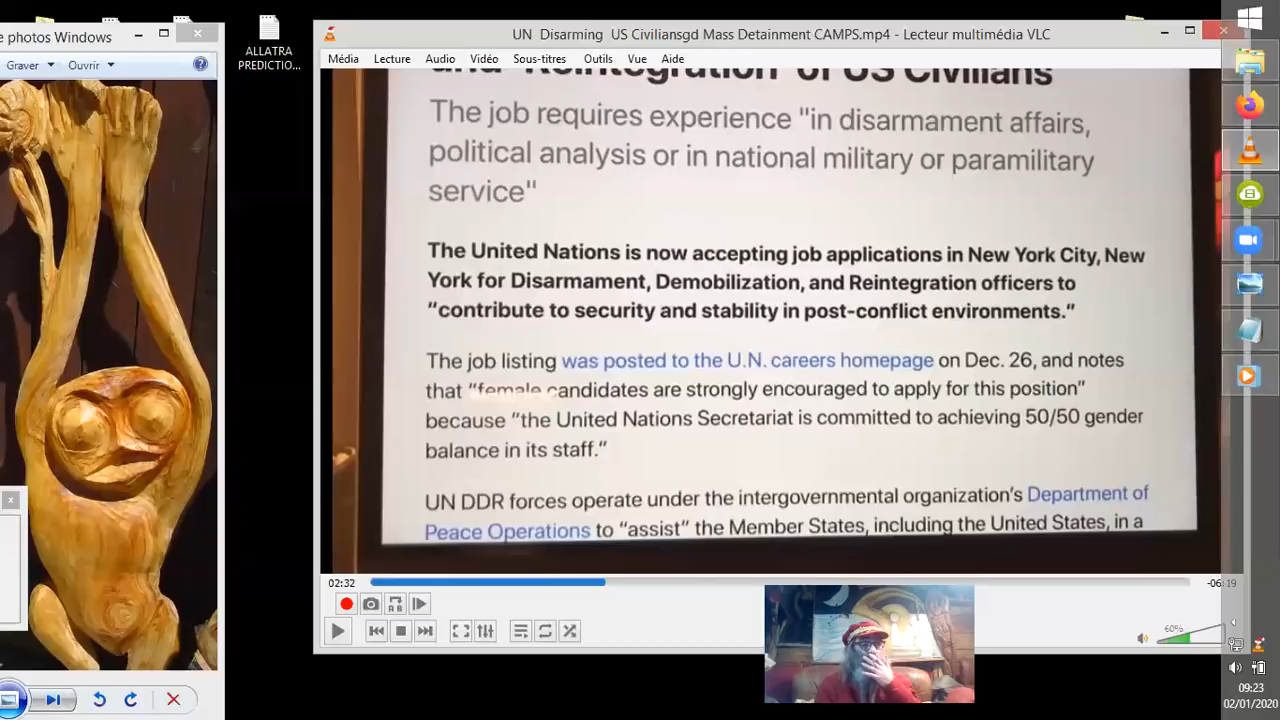 e photos Windows
Graver
Ouvrir
ALLATRA
PREDICTIO...
UN Disarming US Civiliansgd Mass Detainment CAMPS.mp4 - Lecteur multimédia VLC
Média Lecture Audio Vidéo Sous-titres Outils Vue Aide
and "Reintegration" of US Civilians
The job requires experience "in disarmament affairs,
political analysis or in national military or paramilitary
service"
The United Nations is now accepting job applications in New York City, New
York for Disarmament, Demobilization, and Reintegration officers to
“contribute to security and stability in post-conflict environments.”
The job listing was posted to the U.N. careers homepage on Dec. 26, and notes
that “female candidates are strongly encouraged to apply for this position”
because “the United Nations Secretariat is committed to achieving 50/50 gender
balance in its staff.”
UN DDR forces operate under the intergovernmental organization’s Department of
Peace Operations to “assist” the Member States, including the United States, in a
02:32
-06:19
60%
09:23
02/01/2020